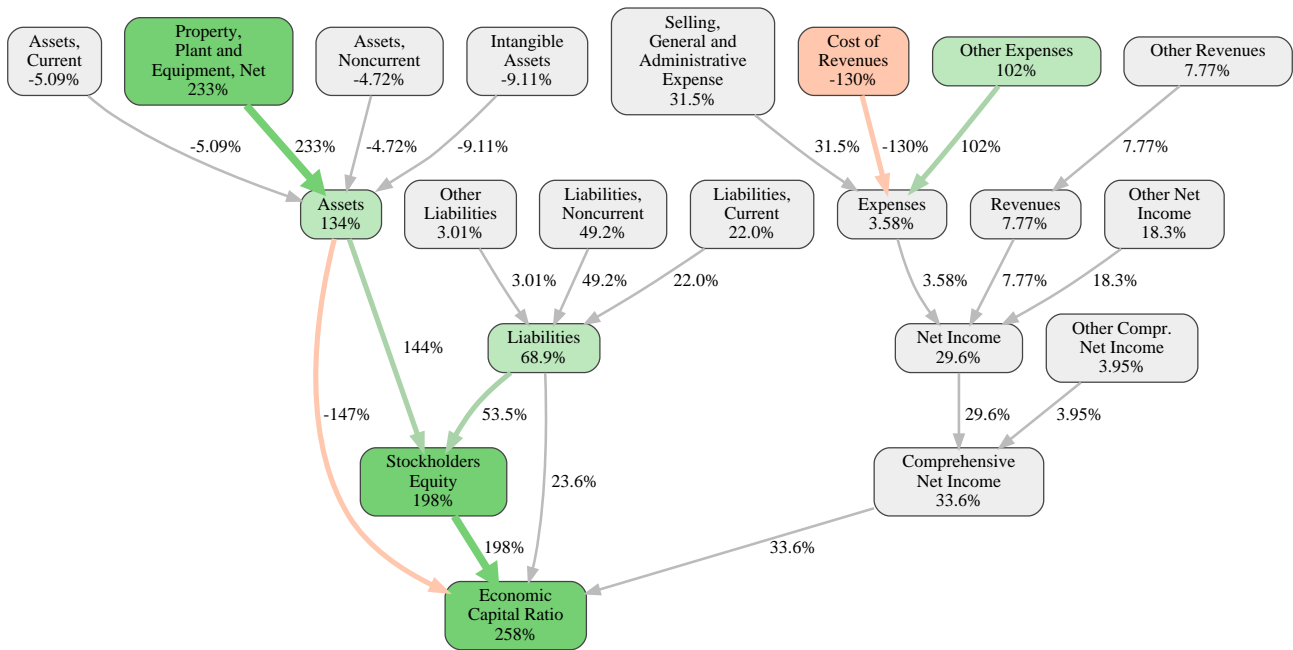 Assets,
Current
-5.09%
Property,
Plant and
Equipment, Net
233%
Assets,
Noncurrent
-4.72%
Intangible
Assets
-9.11%
Selling,
General and
Administrative
Expense
31.5%
Cost of
Revenues
-130%
Other Expenses
102%
Other Revenues
7.77%
-5.09%
233%
-4.72%
-9.11%
31.5%
-130%
102%
7.77%
Assets
134%
Other
Liabilities
3.01%
Liabilities,
Noncurrent
49.2%
Liabilities,
Current
22.0%
Expenses
3.58%
Revenues
7.77%
Other Net
Income
18.3%
3.01%
49.2%
22.0%
3.58%
7.77%
18.3%
144%
Liabilities
68.9%
Net Income
29.6%
Other Compr.
Net Income
3.95%
-147%
53.5%
29.6%
3.95%
Stockholders
Equity
198%
23.6%
Comprehensive
Net Income
33.6%
198%
33.6%
Economic
Capital Ratio
258%